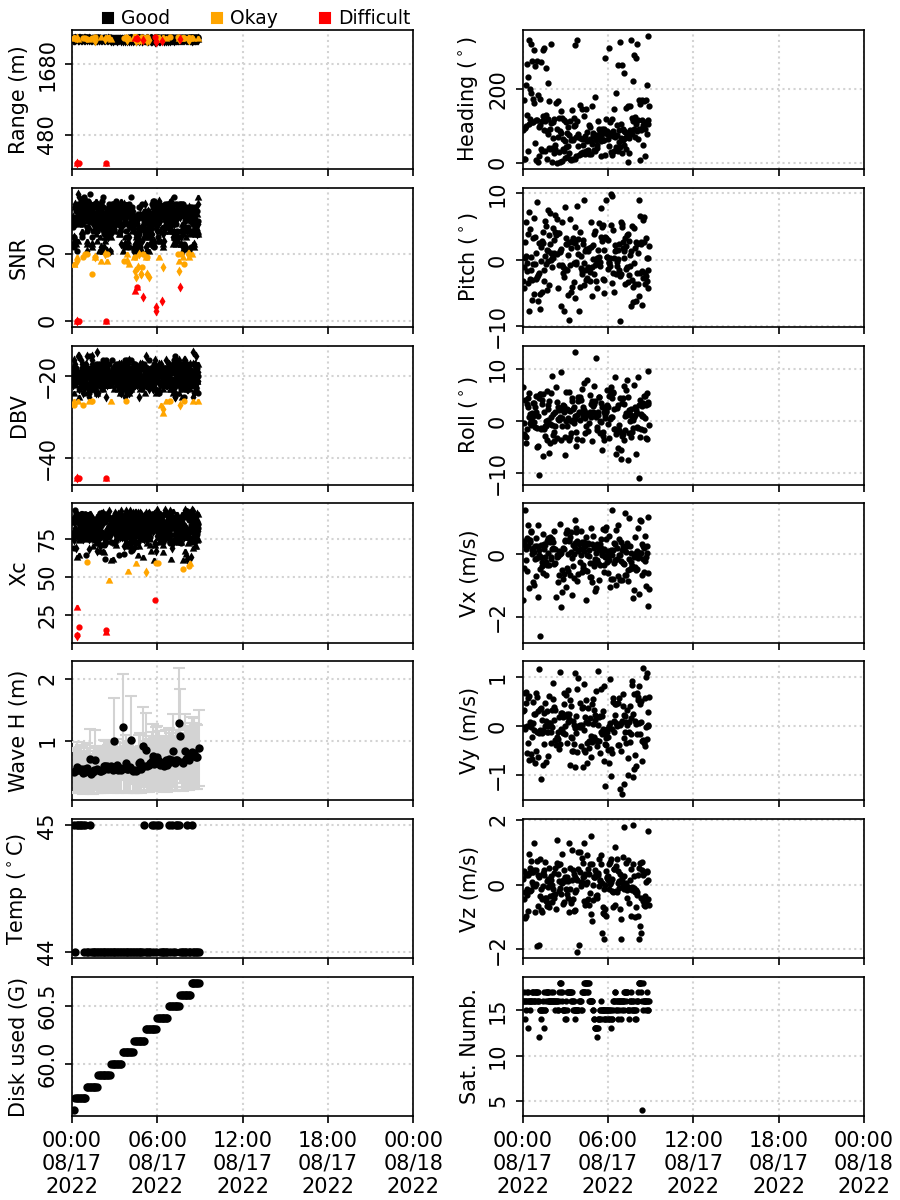 Good Okay Difficult
Range (m)
1680
480
Heading (°)
200
0
SNR
20
0
Pitch (°)
10
0
−10
DBV
−20
−40
Roll (°)
10
0
−10
Xc
75
50
25
Vx (m/s)
0
−2
Wave H (m)
2
1
Vy (m/s)
1
0
−1
Temp (°C)
45
44
Vz (m/s)
2
0
−2
Disk used (G)
60.5
60.0
Sat. Numb.
15
10
5
00:00 06:00 12:00 18:00 00:00
08/17 08/17 08/17 08/17 08/18
2022 2022 2022 2022 2022
00:00 06:00 12:00 18:00 00:00
08/17 08/17 08/17 08/17 08/18
2022 2022 2022 2022 2022